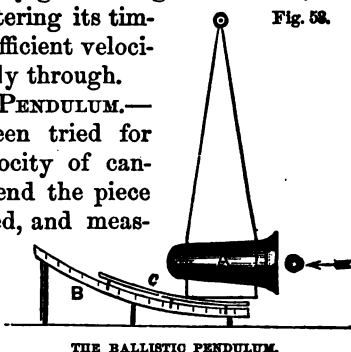 tering its tim-
fficient veloci-
ly through.
PENDULUM.—
een tried for
ocity of can-
end the piece
ed, and meas-
Fig. 58.
A
C
B
THE BALLISTIC PENDULUM.